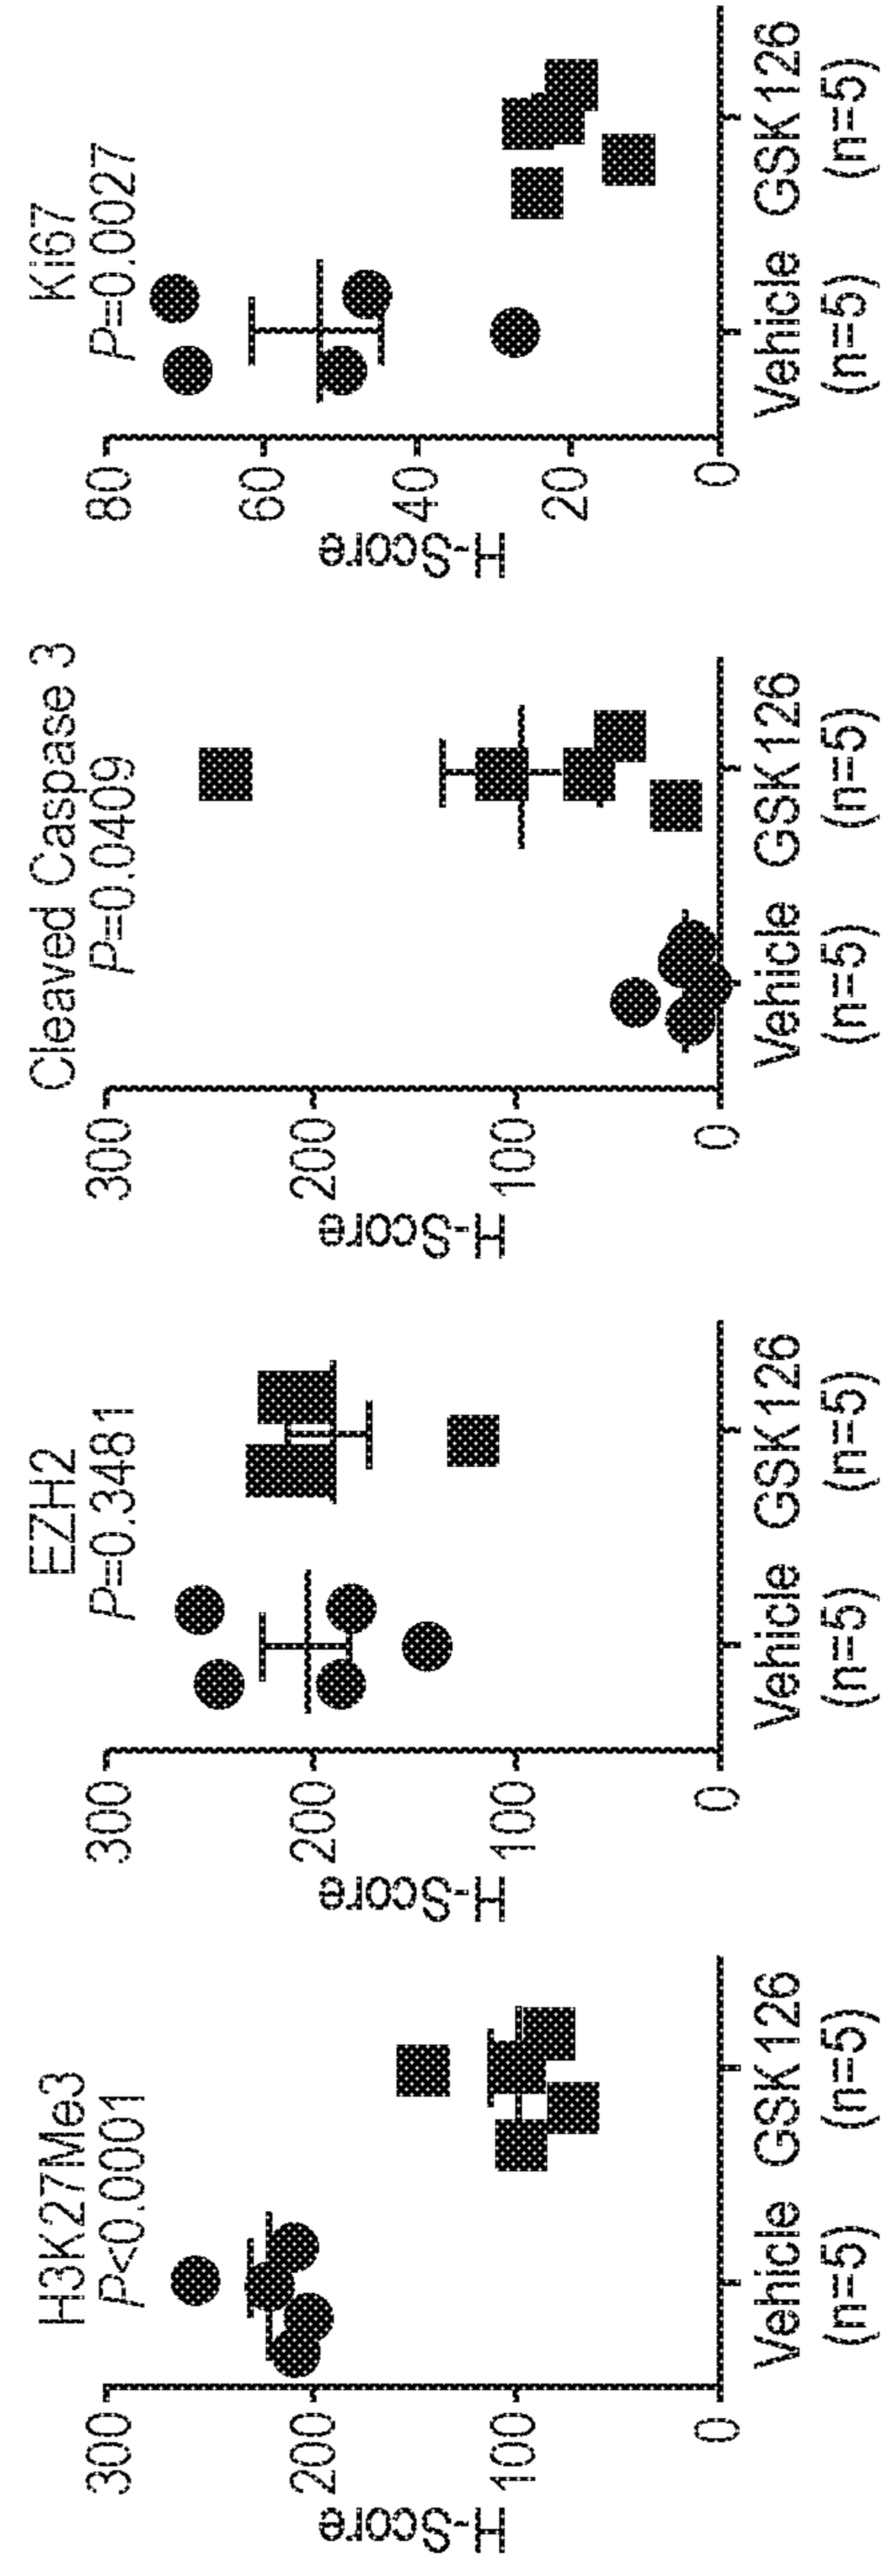 H3K27Me3
P<0.0001
H-Score
300
200
100
0
Vehicle GSK126
(n=5) (n=5)
EZH2
P=0.3481
H-Score
300
200
100
0
Vehicle GSK126
(n=5) (n=5)
Cleaved Caspase 3
P=0.0409
H-Score
300
200
100
0
Vehicle GSK126
(n=5) (n=5)
Ki67
P=0.0027
H-Score
80
60
40
20
0
Vehicle GSK126
(n=5) (n=5)